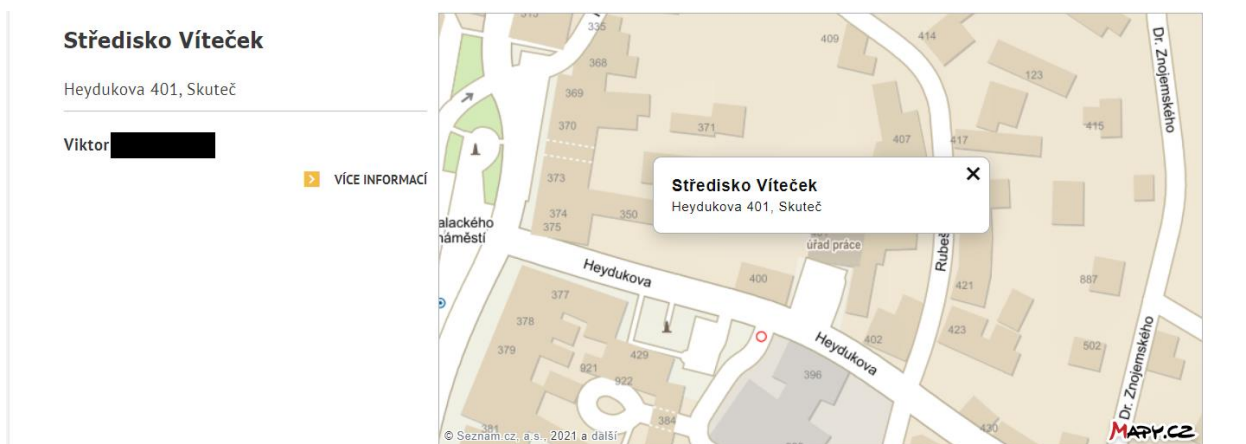 Středisko Víteček
Heydukova 401, Skuteč
Viktor
VÍCE INFORMACÍ
335
409
414
Dr. Znojemského
368
123
369
370
371
407
417
415
373
Středisko Víteček
Heydukova 401, Skuteč
374
375
350
alackého
náměstí
úřad práce
Rubeš
Heydukova
400
421
887
377
378
379
429
921
922
Heydukova
402
423
502
396
Dr. Znojemského
384
381
430
© Seznam.cz, a.s., 2021 a další
MAPY.CZ